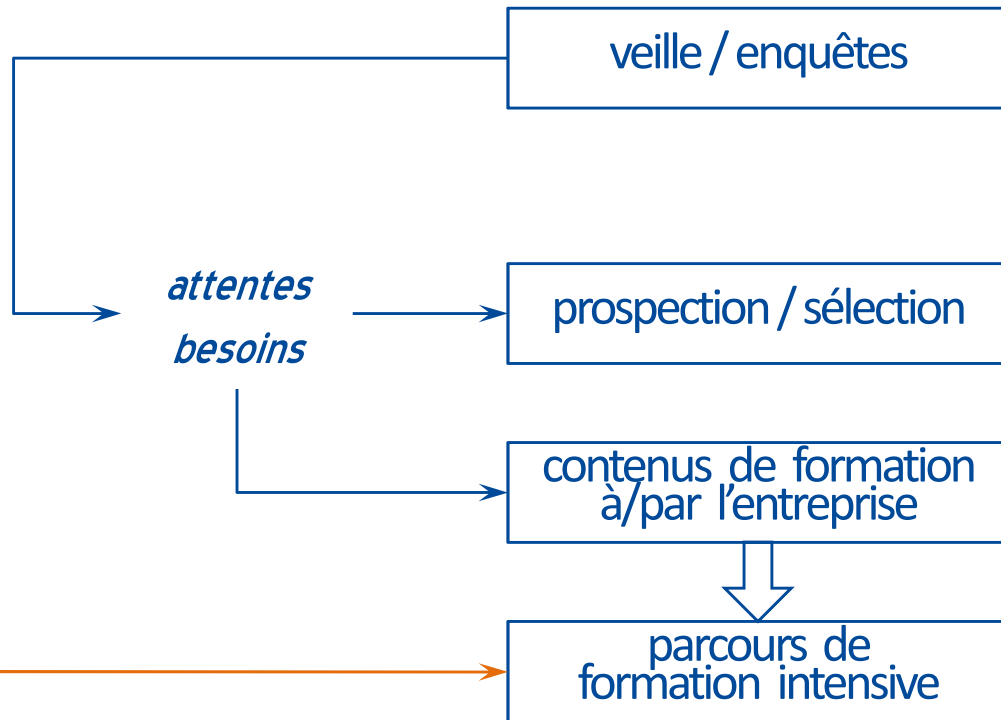 veille / enquêtes
attentes
besoins
prospection / sélection
contenus de formation
à/par l’entreprise
parcours de
formation intensive